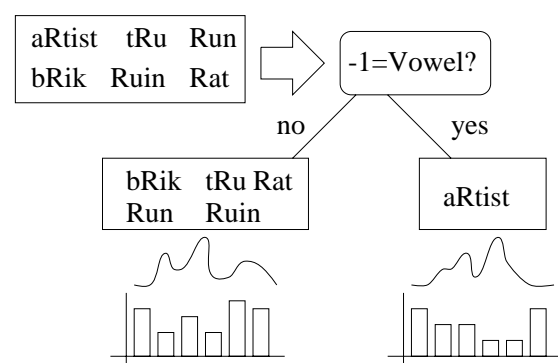 aRtist tRu Run
bRik Ruin Rat
-1=Vowel?
no
yes
bRik tRu Rat
Run Ruin
aRtist